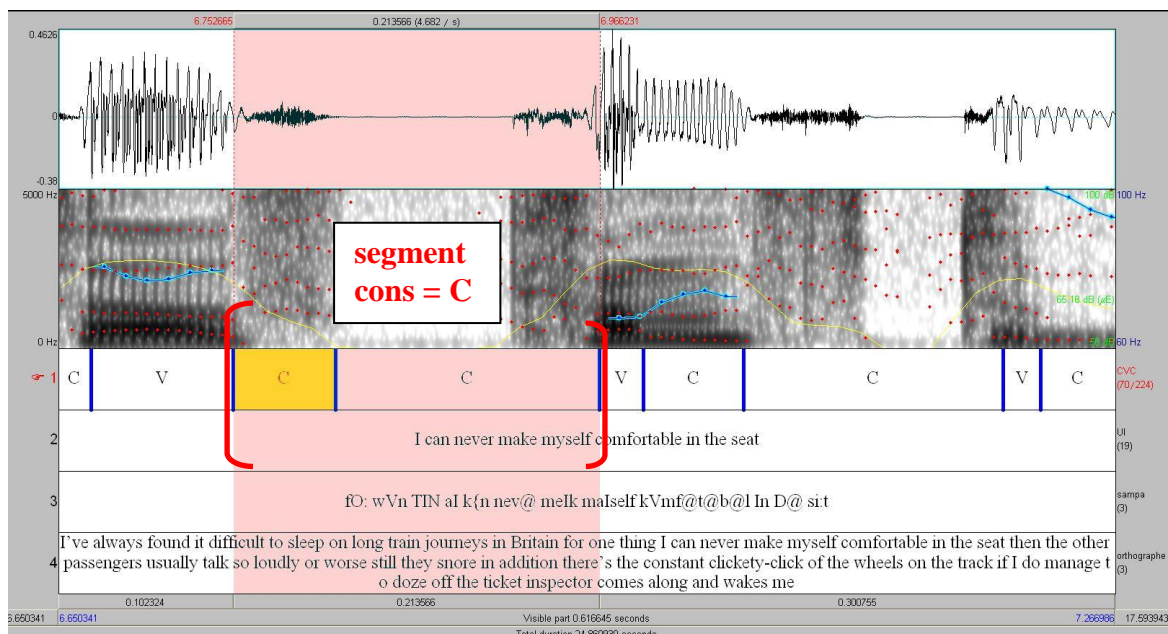 6.752665 0.213566 (4.682 / s) 6.966231
0.4626
0
-0.38
5000 Hz 100 dB 100 Hz
segment
cons = C
65.18 dB (µE)
0 Hz 60 Hz
C V C C V C C V C
1 CVC
(70/224)
2 I can never make myself comfortable in the seat UI
(19)
3 fO: wVn TIN aI k{n nev@ meIk maIself kVmf@t@b@l In D@ si:t sampa
(3)
I've always found it difficult to sleep on long train journeys in Britain for one thing I can never make myself comfortable in the seat then the other
4 passengers usually talk so loudly or worse still they snore in addition there's the constant clickety-click of the wheels on the track if I do manage t
o doze off the ticket inspector comes along and wakes me
orthographe
(3)
0.102324 0.213566 0.300755
6.650341 6.650341 Visible part 0.616645 seconds 7.266986 17.593943